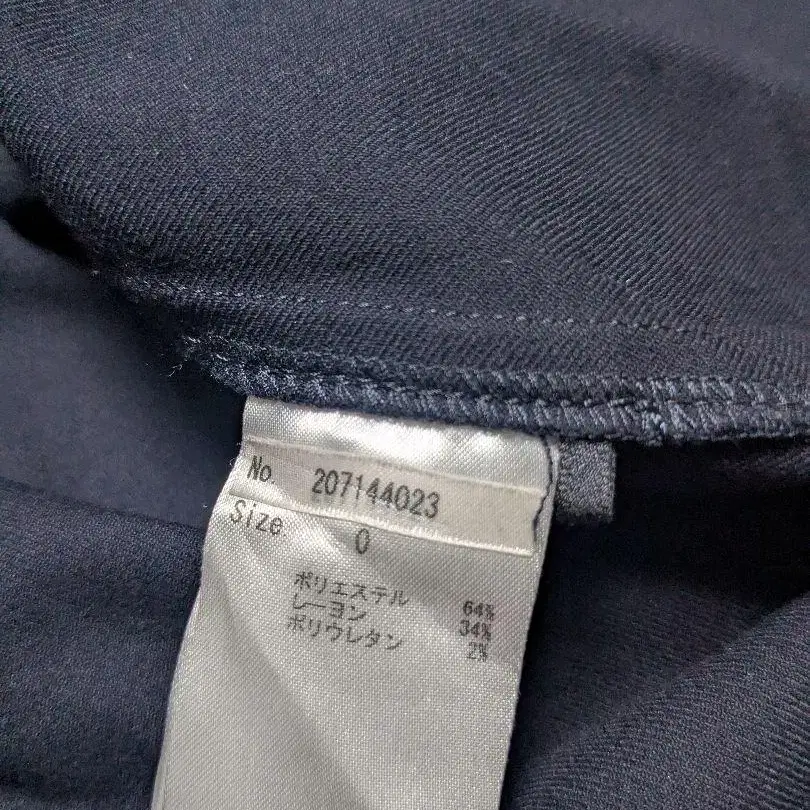 No. 207144023
Size 0
ポリエステル 64%
レーヨン 34%
ポリウレタン 2%